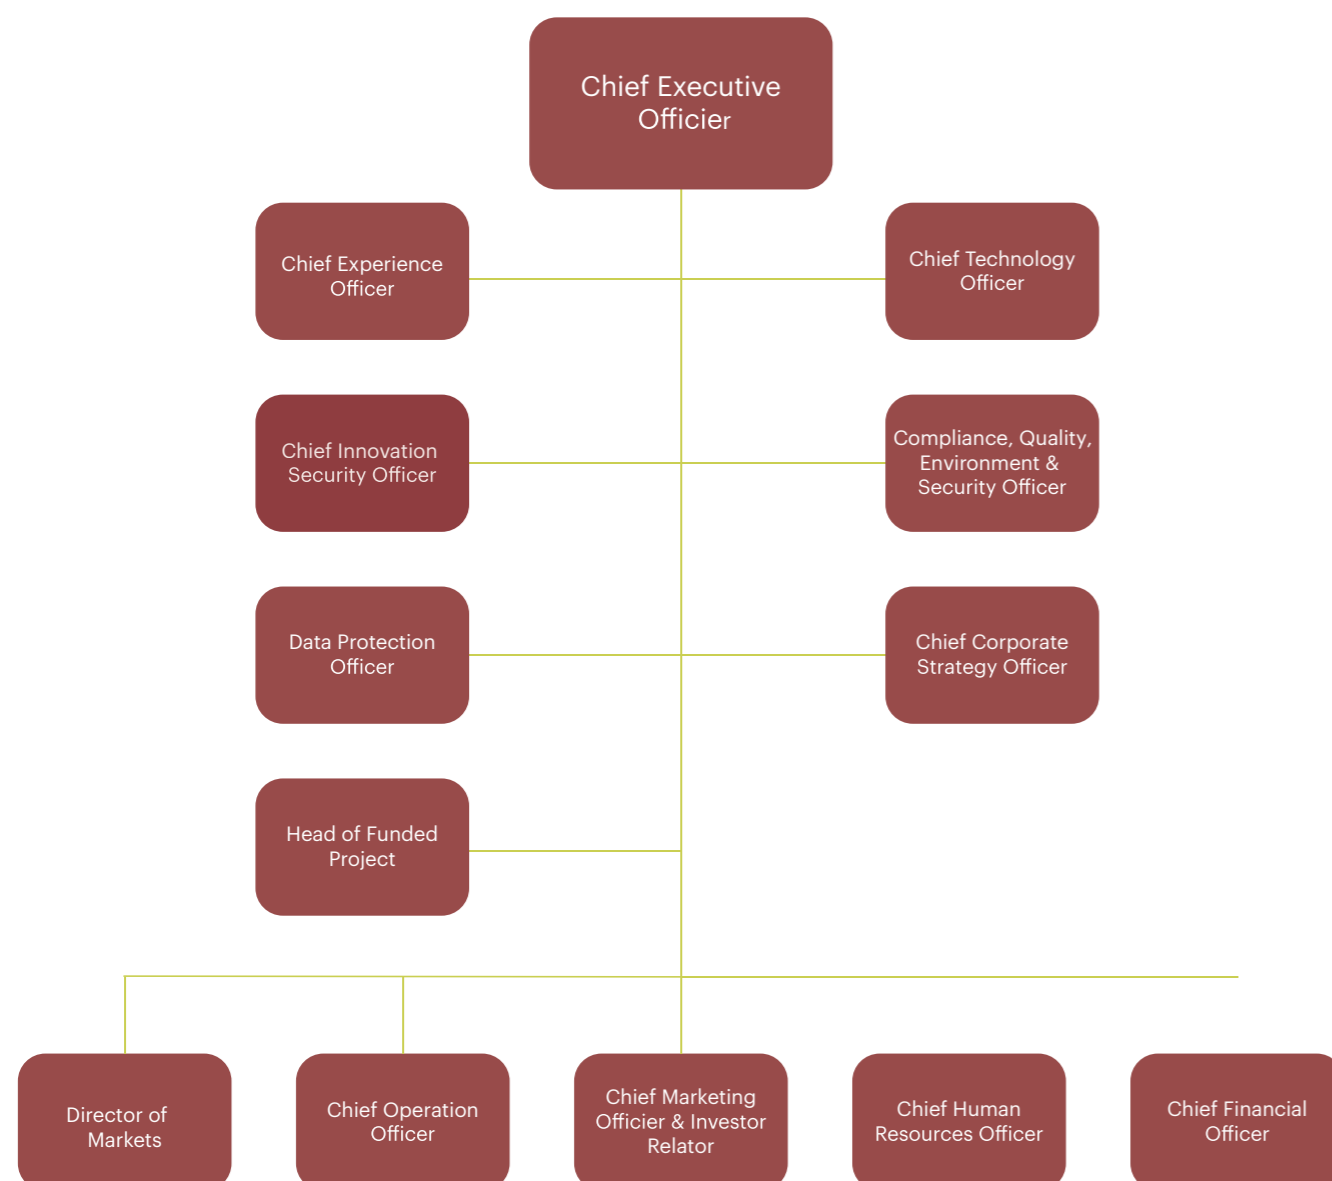 Chief Executive
Officier
Chief Experience
Officer
Chief Technology
Officer
Chief Innovation
Security Officer
Compliance, Quality,
Environment &
Security Officer
Data Protection
Officer
Chief Corporate
Strategy Officer
Head of Funded
Project
Director of
Markets
Chief Operation
Officer
Chief Marketing
Officier & Investor
Relator
Chief Human
Resources Officer
Chief Financial
Officer